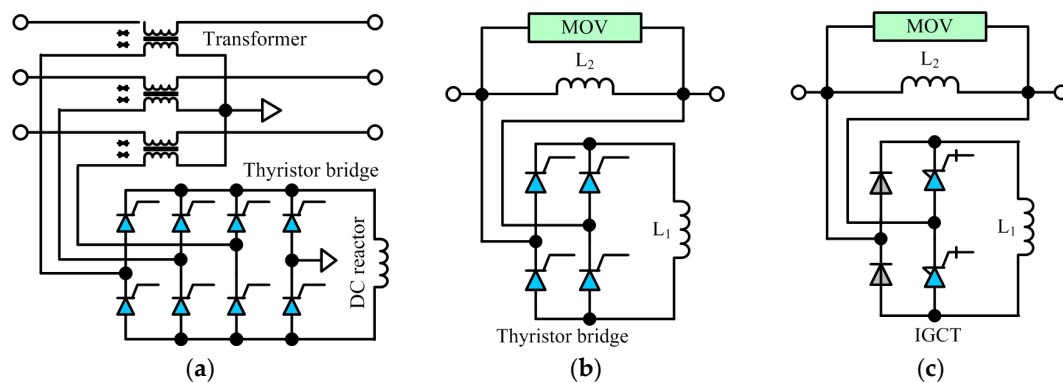 Transformer
Thyristor bridge
DC reactor
(a)
MOV
L2
L1
Thyristor bridge
(b)
MOV
L2
L1
IGCT
(c)